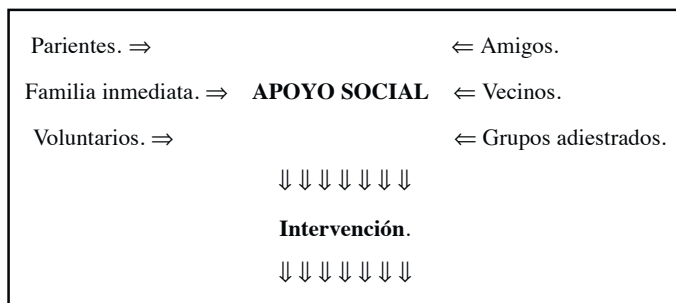 Parientes. ⇒ ⇐ Amigos.
Familia inmediata. ⇒ APOYO SOCIAL ⇐ Vecinos.
Voluntarios. ⇒ ⇐ Grupos adiestrados.
⇓⇓⇓⇓⇓⇓⇓
Intervención.
⇓⇓⇓⇓⇓⇓⇓